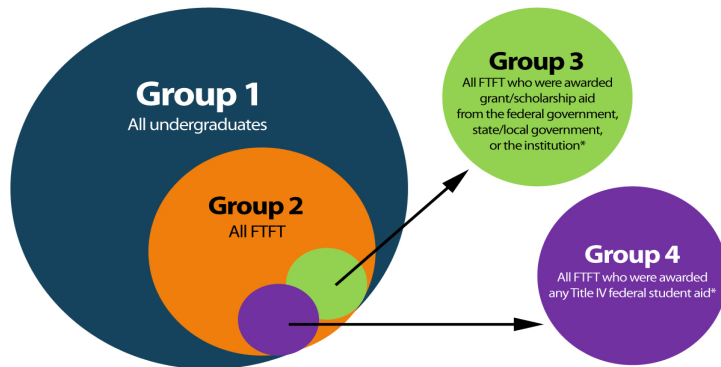 Group 1
All undergraduates
Group 2
All FTFT
Group 3
All FTFT who were awarded
grant/scholarship aid
from the federal government,
state/local government,
or the institution*
Group 4
All FTFT who were awarded
any Title IV federal student aid*